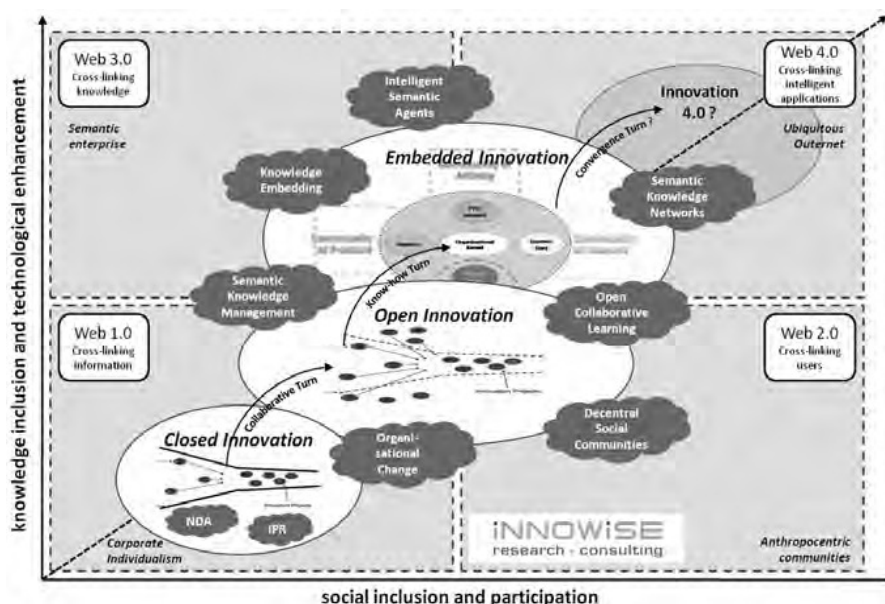 Web 3.0
Cross-linking
knowledge
Semantic
enterprise
Intelligent
Semantic
Agents
Web 4.0
Cross-linking
intelligent
applications
Ubiquitous
Outernet
Innovation
4.0 ?
Convergence Turn ?
Embedded Innovation
Knowledge
Embedding
Semantic
Knowledge
Networks
Know-how Turn
Semantic
Knowledge
Management
Open Innovation
Open
Collaborative
Learning
Web 1.0
Cross-linking
information
Web 2.0
Cross-linking
users
Collaborative Turn
Closed Innovation
Organi-
sational
Change
Decentral
Social
Communities
NDA
IPR
Corporate
Individualism
iNNOWiSE
research + consulting
Anthropocentric
communities
knowledge inclusion and technological enhancement
social inclusion and participation